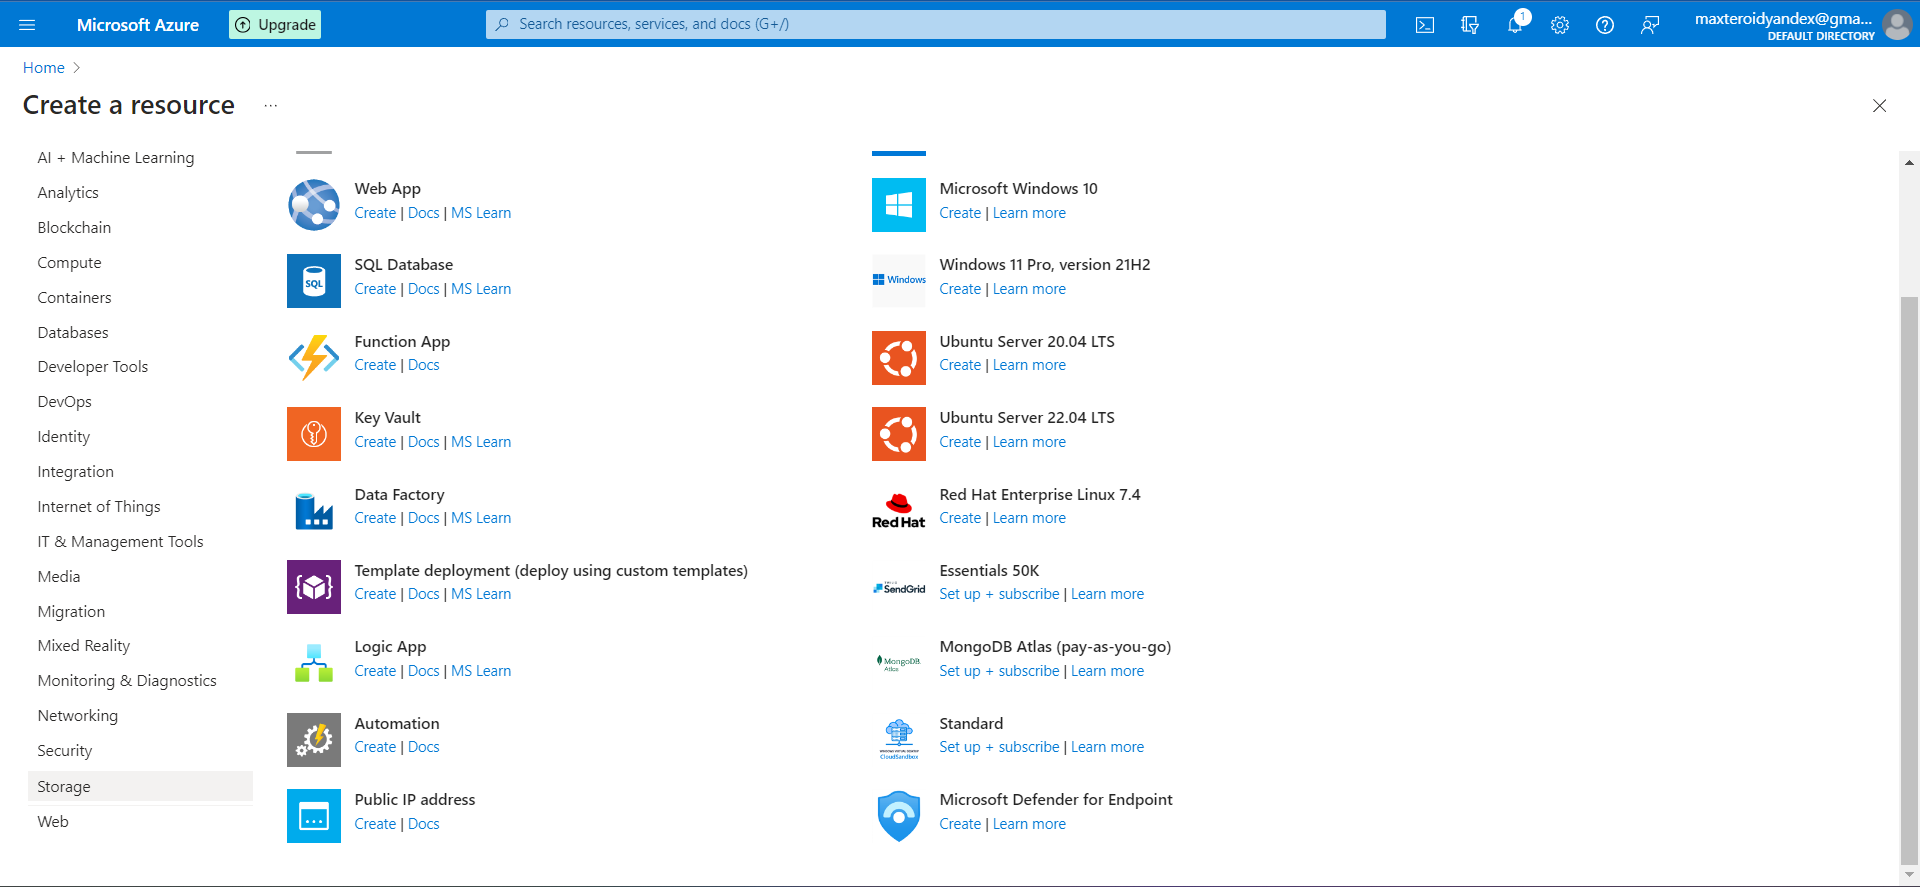 Microsoft Azure
Upgrade
Search resources, services, and docs (G+/)
1
maxteroidyandex@gma...
DEFAULT DIRECTORY
Home
Create a resource
...
AI + Machine Learning
Analytics
Blockchain
Compute
Containers
Databases
Developer Tools
DevOps
Identity
Integration
Internet of Things
IT & Management Tools
Media
Migration
Mixed Reality
Monitoring & Diagnostics
Networking
Security
Storage
Web
Web App
Create | Docs | MS Learn
SQL
SQL Database
Create | Docs | MS Learn
Function App
Create | Docs
Key Vault
Create | Docs | MS Learn
Data Factory
Create | Docs | MS Learn
Template deployment (deploy using custom templates)
Create | Docs | MS Learn
Logic App
Create | Docs | MS Learn
Automation
Create | Docs
Public IP address
Create | Docs
Microsoft Windows 10
Create | Learn more
Windows
Windows 11 Pro, version 21H2
Create | Learn more
Ubuntu Server 20.04 LTS
Create | Learn more
Ubuntu Server 22.04 LTS
Create | Learn more
Red Hat
Red Hat Enterprise Linux 7.4
Create | Learn more
SendGrid
Essentials 50K
Set up + subscribe | Learn more
MongoDB.
Atlas
MongoDB Atlas (pay-as-you-go)
Set up + subscribe | Learn more
CloudSandbox
Standard
Set up + subscribe | Learn more
Microsoft Defender for Endpoint
Create | Learn more